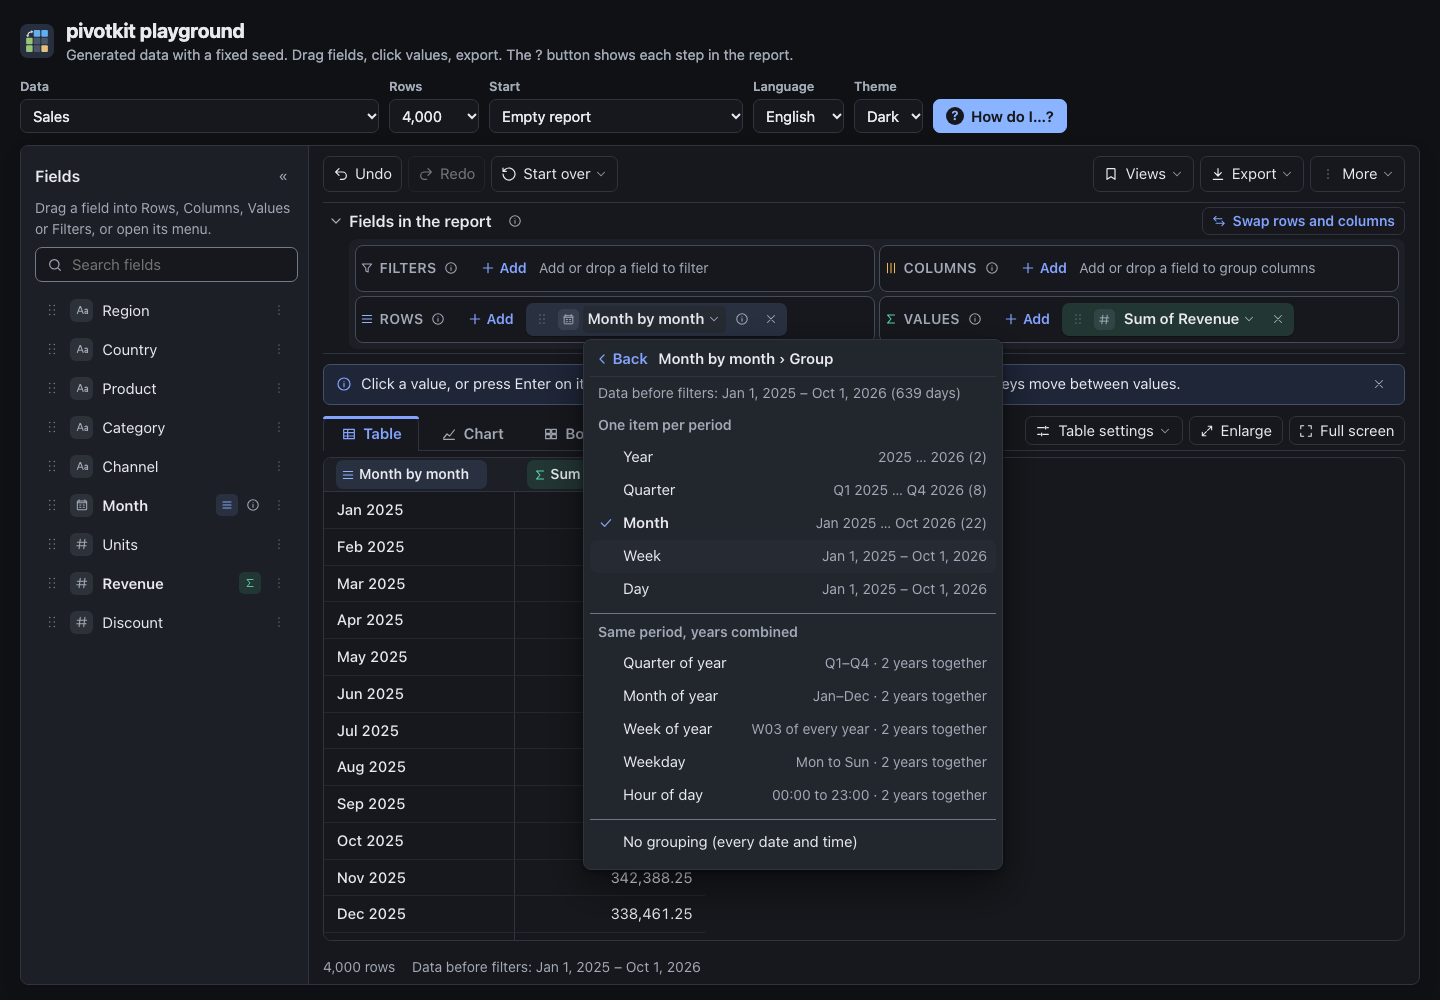 pivotkit playground
Generated data with a fixed seed. Drag fields, click values, export. The ? button shows each step in the report.
Data
Rows
Start
Language
Theme
Sales
4,000
Empty report
English
Dark
? How do I...?
Fields
«
Drag a field into Rows, Columns, Values
or Filters, or open its menu.
Search fields
Aa Region
Aa Country
Aa Product
Aa Category
Aa Channel
Month
# Units
# Revenue Σ
# Discount
Undo
Redo
Start over
Views
Export
More
Fields in the report
Swap rows and columns
FILTERS
+ Add
Add or drop a field to filter
COLUMNS
+ Add
Add or drop a field to group columns
ROWS
+ Add
Month by month
Σ VALUES
+ Add
# Sum of Revenue
Back
Month by month › Group
Data before filters: Jan 1, 2025 – Oct 1, 2026 (639 days)
One item per period
Year 2025 ... 2026 (2)
Quarter Q1 2025 ... Q4 2026 (8)
Month Jan 2025 ... Oct 2026 (22)
Week Jan 1, 2025 – Oct 1, 2026
Day Jan 1, 2025 – Oct 1, 2026
Same period, years combined
Quarter of year Q1–Q4 · 2 years together
Month of year Jan–Dec · 2 years together
Week of year W03 of every year · 2 years together
Weekday Mon to Sun · 2 years together
Hour of day 00:00 to 23:00 · 2 years together
No grouping (every date and time)
Click a value, or press Enter on it
eys move between values.
Table
Chart
Bo
Table settings
Enlarge
Full screen
Month by month
Σ Sum
Jan 2025
Feb 2025
Mar 2025
Apr 2025
May 2025
Jun 2025
Jul 2025
Aug 2025
Sep 2025
Oct 2025
Nov 2025 342,388.25
Dec 2025 338,461.25
4,000 rows Data before filters: Jan 1, 2025 – Oct 1, 2026